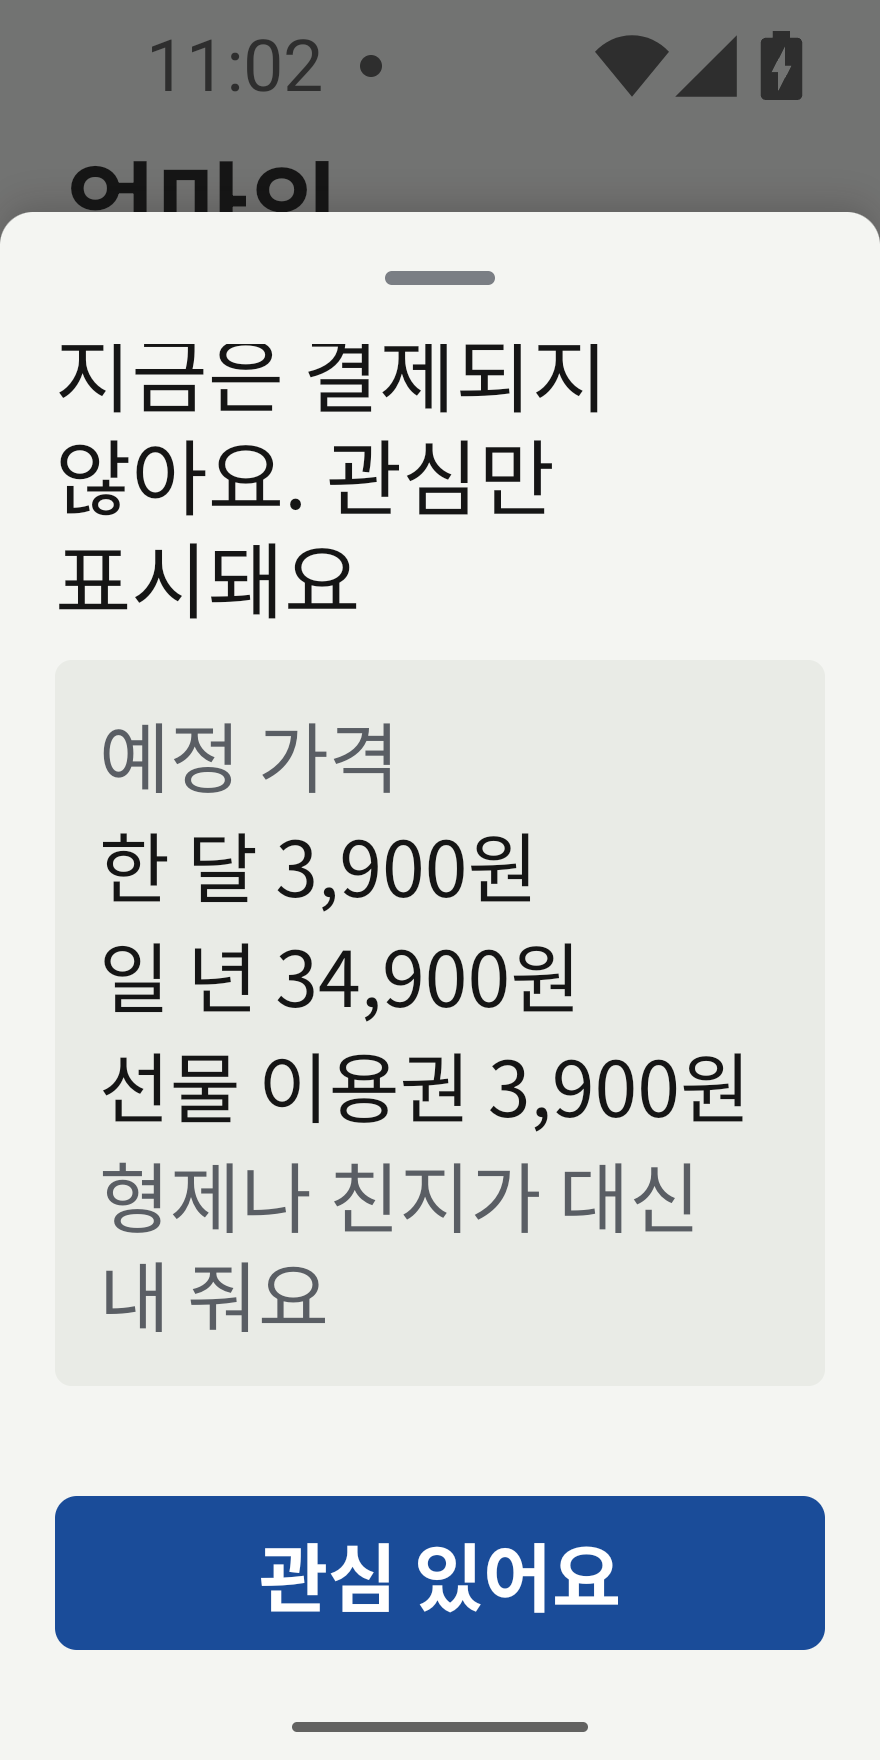 11:02
지금은 결제되지
않아요. 관심만
표시돼요
예정 가격
한 달 3,900원
일 년 34,900원
선물 이용권 3,900원
형제나 친지가 대신
내 줘요
관심 있어요